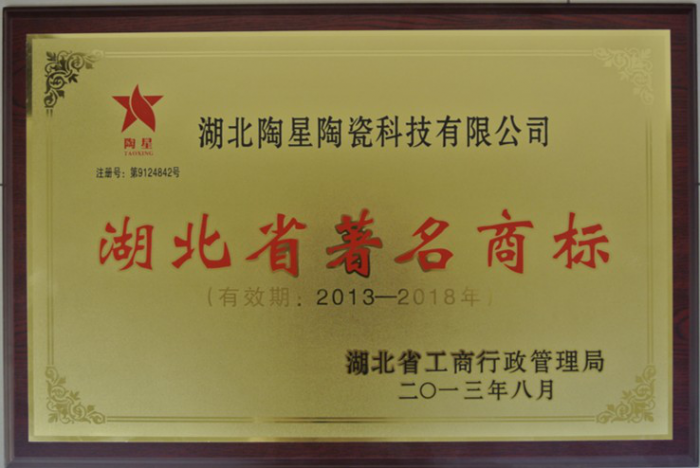 陶星
TAOXING
注册号：第9124842号
湖北陶星陶瓷科技有限公司
湖北省著名商标
(有效期：2013—2018年)
湖北省工商行政管理局
二〇一三年八月